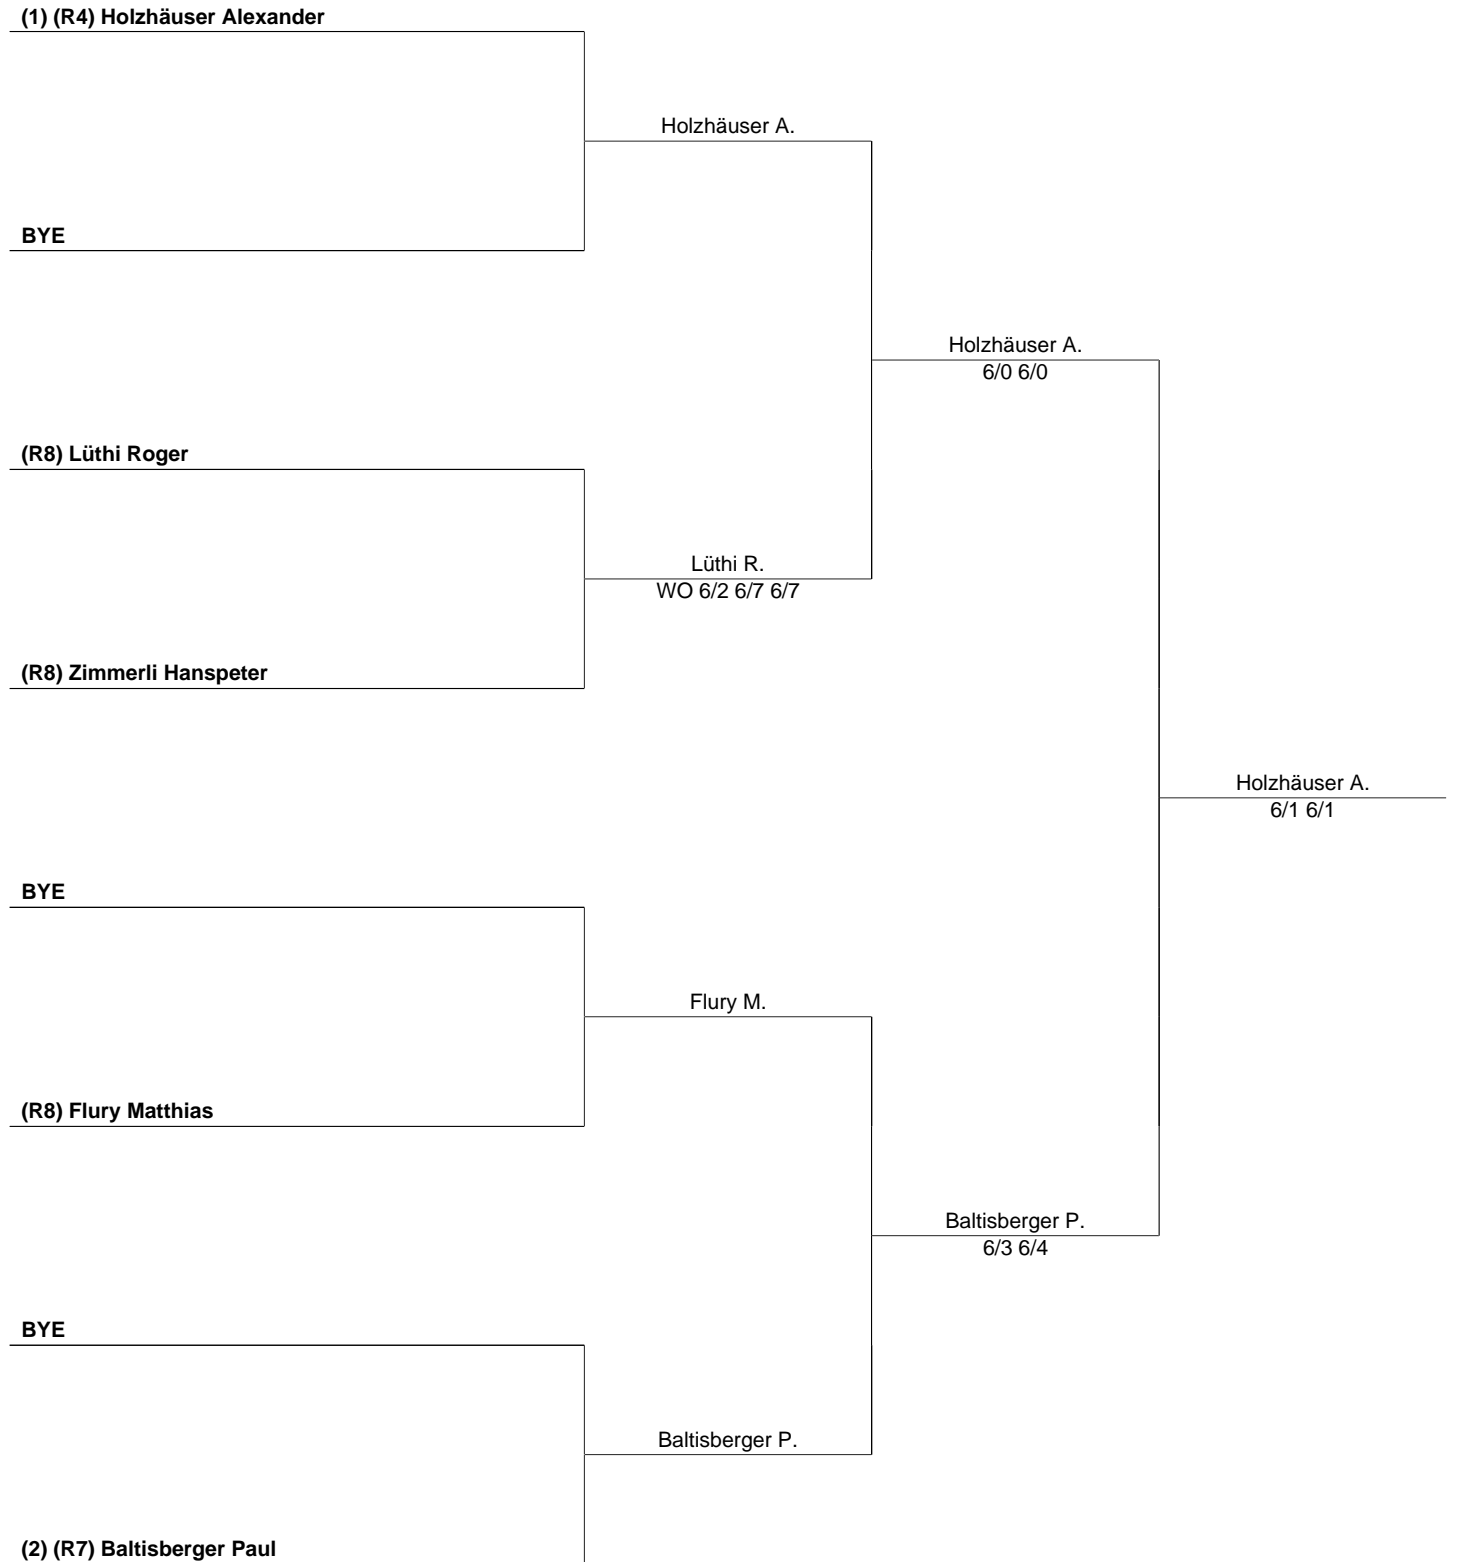 (1) (R4) Holzhäuser Alexander
Holzhäuser A.
BYE
Holzhäuser A.
6/0 6/0
(R8) Lüthi Roger
Lüthi R.
WO 6/2 6/7 6/7
(R8) Zimmerli Hanspeter
Holzhäuser A.
6/1 6/1
BYE
Flury M.
(R8) Flury Matthias
Baltisberger P.
6/3 6/4
BYE
Baltisberger P.
(2) (R7) Baltisberger Paul